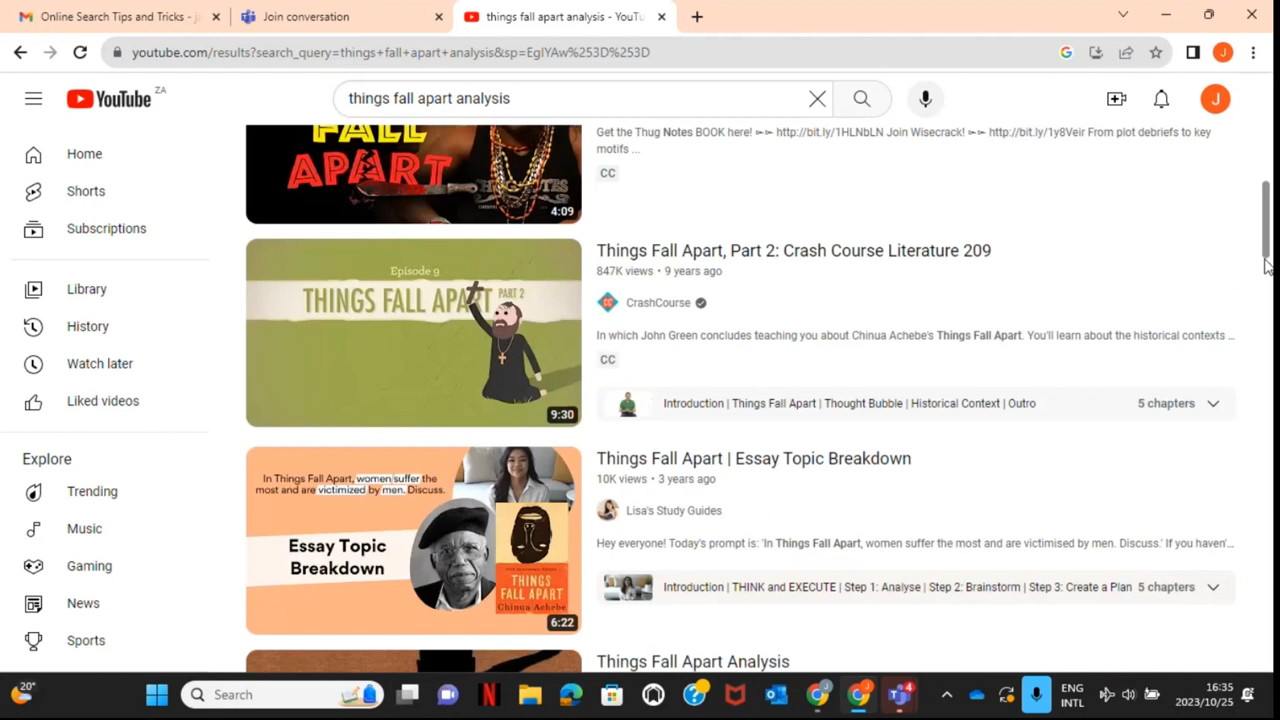 Online Search Tips and Tricks - j
Join conversation
things fall apart analysis - YouTu
youtube.com/results?search_query=things+fall+apart+analysis&sp=EgIYAw%253D%253D
J
YouTube ZA
things fall apart analysis
J
Home
Shorts
Subscriptions
Library
History
Watch later
Liked videos
Explore
Trending
Music
Gaming
News
Sports
FALL
APART
4:09
Get the Thug Notes BOOK here! ►► http://bit.ly/1HLNbLN Join Wisecrack! ►► http://bit.ly/1y8Veir From plot debriefs to key
motifs ...
CC
Episode 9
THINGS FALL APART PART 2
9:30
Things Fall Apart, Part 2: Crash Course Literature 209
847K views • 9 years ago
CC CrashCourse
In which John Green concludes teaching you about Chinua Achebe's Things Fall Apart. You'll learn about the historical contexts ...
CC
Introduction | Things Fall Apart | Thought Bubble | Historical Context | Outro
5 chapters
In Things Fall Apart, women suffer the
most and are victimized by men. Discuss.
Essay Topic
Breakdown
THINGS
FALL APART
Chinua Achebe
6:22
Things Fall Apart | Essay Topic Breakdown
10K views • 3 years ago
Lisa's Study Guides
Hey everyone! Today's prompt is: 'In Things Fall Apart, women suffer the most and are victimised by men. Discuss.' If you haven'...
Introduction | THINK and EXECUTE | Step 1: Analyse | Step 2: Brainstorm | Step 3: Create a Plan
5 chapters
Things Fall Apart Analysis
20°
Search
4
ENG
INTL
16:35
2023/10/25